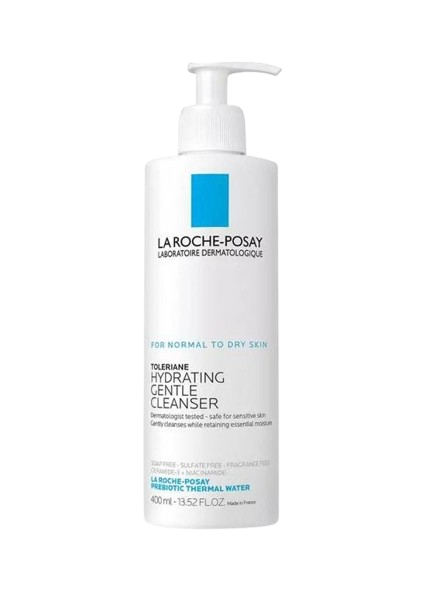 LA ROCHE-POSAY
LABORATOIRE DERMATOLOGIQUE
FOR NORMAL TO DRY SKIN
TOLERIANE
HYDRATING
GENTLE
CLEANSER
Dermatologist tested - safe for sensitive skin
Gently cleanses while retaining essential moisture
SOAP FREE - SULFATE FREE - FRAGRANCE FREE
CERAMIDE-3 + NIACINAMIDE
LA ROCHE-POSAY
PREBIOTIC THERMAL WATER
400 ml - 13.52 FL.OZ. Made in France